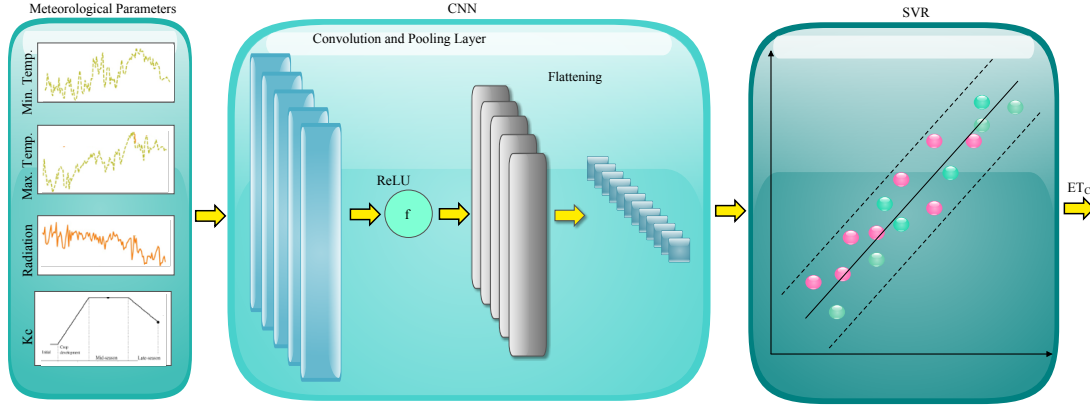 Meteorological Parameters
CNN
SVR
Min. Temp.
Max. Temp.
Radiation
Kc
Initial
Crop
development
Mid-season
Late-season
Convolution and Pooling Layer
ReLU
f
Flattening
ETC